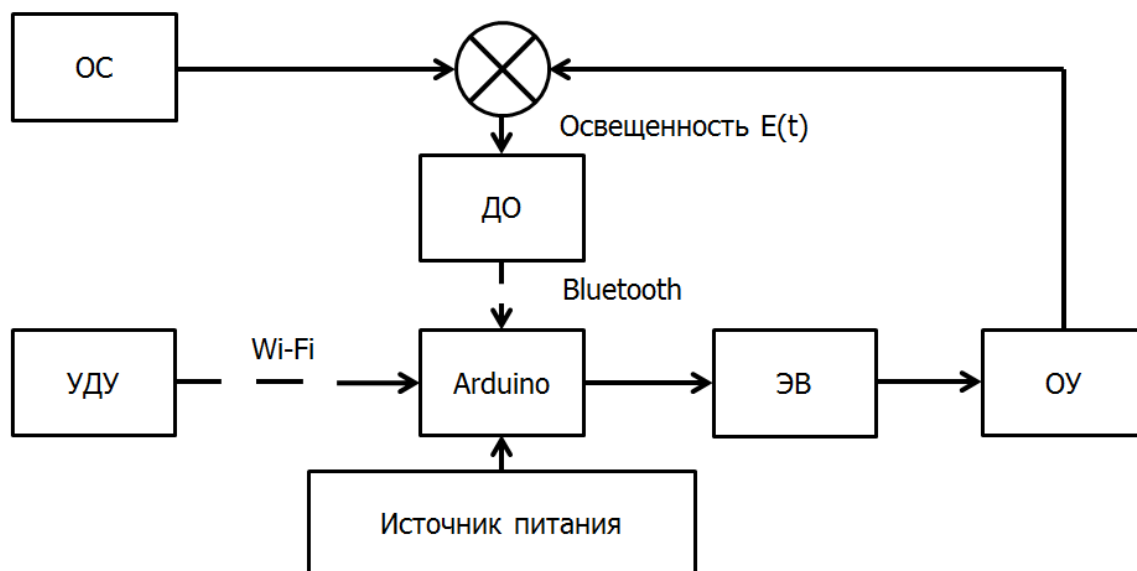 ОС
Освещенность E(t)
ДО
Bluetooth
Wi-Fi
УДУ
Arduino
ЭВ
ОУ
Источник питания